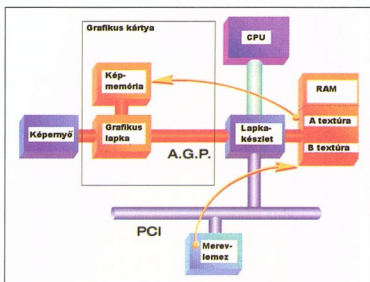 Grafikus kártya
CPU
Kép-
memória
RAM
A textúra
B textúra
Képernyő
Grafikus
lapka
A.G.P.
Lapka-
készlet
PCI
Merev-
lemez